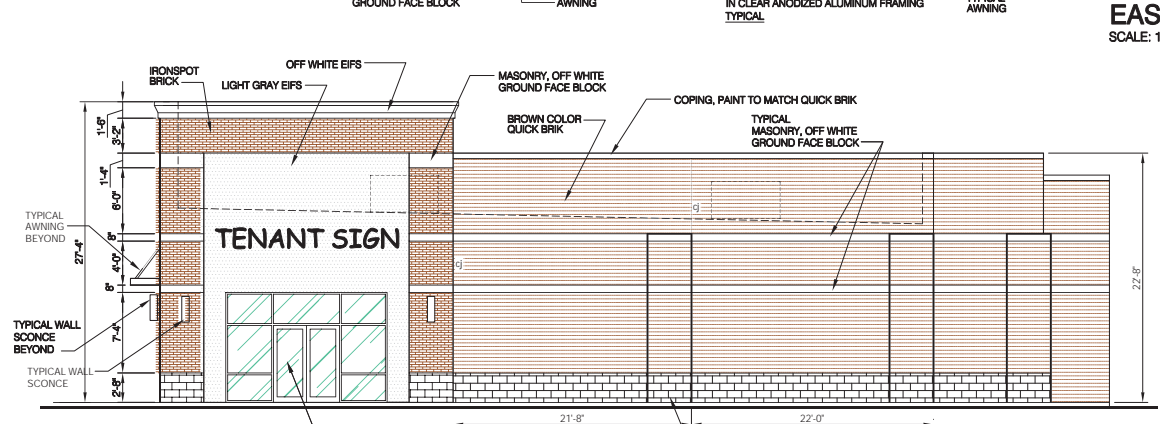 GROUND FACE BLOCK
AWNING
IN CLEAR ANODIZED ALUMINUM FRAMING
TYPICAL
AWNING
EAS
SCALE: 1
IRONSPOT
BRICK
OFF WHITE EIFS
LIGHT GRAY EIFS
MASONRY, OFF WHITE
GROUND FACE BLOCK
BROWN COLOR
QUICK BRIK
COPING, PAINT TO MATCH QUICK BRIK
TYPICAL
MASONRY, OFF WHITE
GROUND FACE BLOCK
1'-6"
3'-2"
1'-4"
6'-0"
8"
4'-0"
8"
7'-4"
2'-8"
27'-4"
TYPICAL
AWNING
BEYOND
TENANT SIGN
cj
cj
TYPICAL WALL
SCONCE
BEYOND
TYPICAL WALL
SCONCE
22'-8"
21'-8"
22'-0"